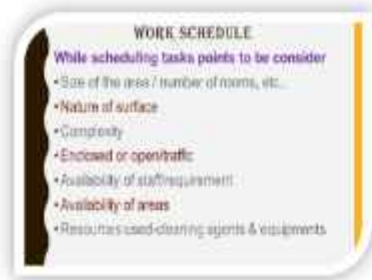 WORK SCHEDULE
While scheduling tasks points to be consider
•Size of the area / number of rooms, etc..
•Nature of surface
•Complexity
•Enclosed or open/traffic
•Availability of staff/requirement
•Availability of areas
•Resources used-cleaning agents & equipments